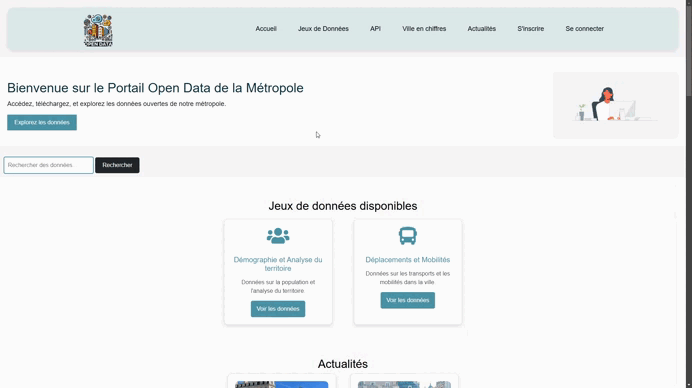 OPEN DATA
Accueil
Jeux de Données
API
Ville en chiffres
Actualités
S'inscrire
Se connecter
Bienvenue sur le Portail Open Data de la Métropole
Accédez, téléchargez, et explorez les données ouvertes de notre métropole.
Explorez les données
Rechercher des données
Rechercher
Jeux de données disponibles
Démographie et Analyse du
territoire
Données sur la population et
l'analyse du territoire
Voir les données
Déplacements et Mobilités
Données sur les transports et les
mobilités dans la ville.
Voir les données
Actualités